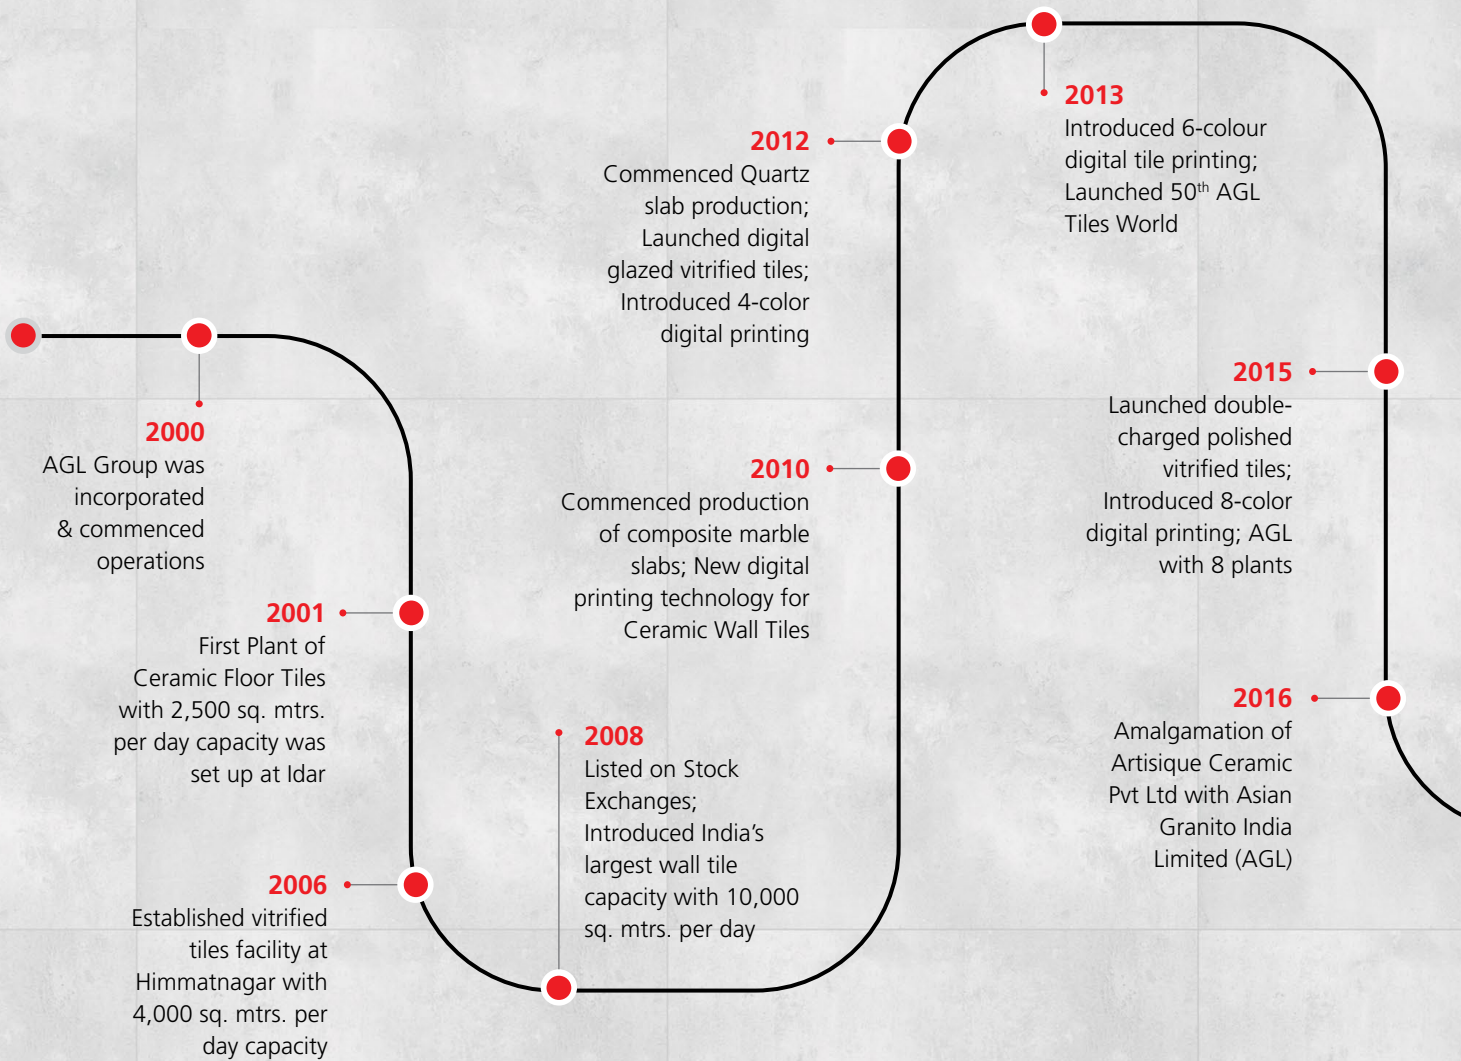 2000
AGL Group was
incorporated
& commenced
operations
2001
First Plant of
Ceramic Floor Tiles
with 2,500 sq. mtrs.
per day capacity was
set up at Idar
2006
Established vitrified
tiles facility at
Himmatnagar with
4,000 sq. mtrs. per
day capacity
2008
Listed on Stock
Exchanges;
Introduced India’s
largest wall tile
capacity with 10,000
sq. mtrs. per day
2010
Commenced production
of composite marble
slabs; New digital
printing technology for
Ceramic Wall Tiles
2012
Commenced Quartz
slab production;
Launched digital
glazed vitrified tiles;
Introduced 4-color
digital printing
2013
Introduced 6-colour
digital tile printing;
Launched 50th AGL
Tiles World
2015
Launched double-
charged polished
vitrified tiles;
Introduced 8-color
digital printing; AGL
with 8 plants
2016
Amalgamation of
Artisique Ceramic
Pvt Ltd with Asian
Granito India
Limited (AGL)